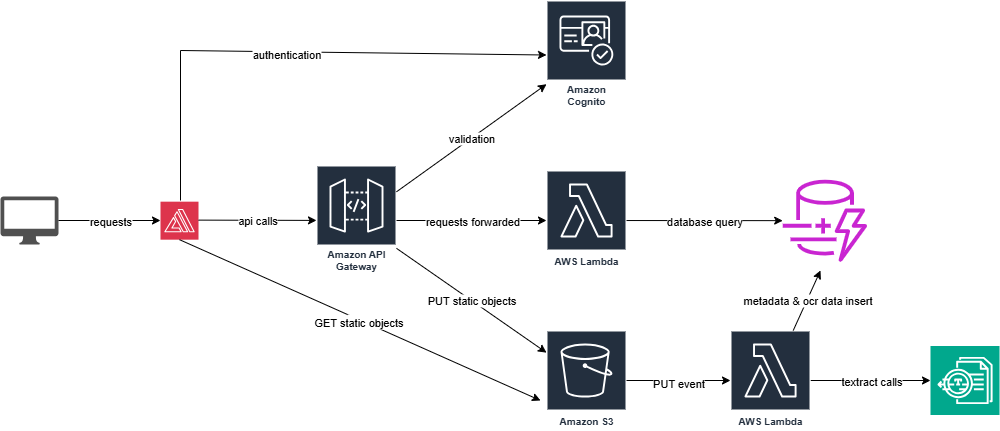 Amazon
Cognito
authentication
validation
requests
api calls
requests forwarded
database query
Amazon API
Gateway
AWS Lambda
PUT static objects
metadata & ocr data insert
GET static objects
PUT event
textract calls
Amazon S3
AWS Lambda